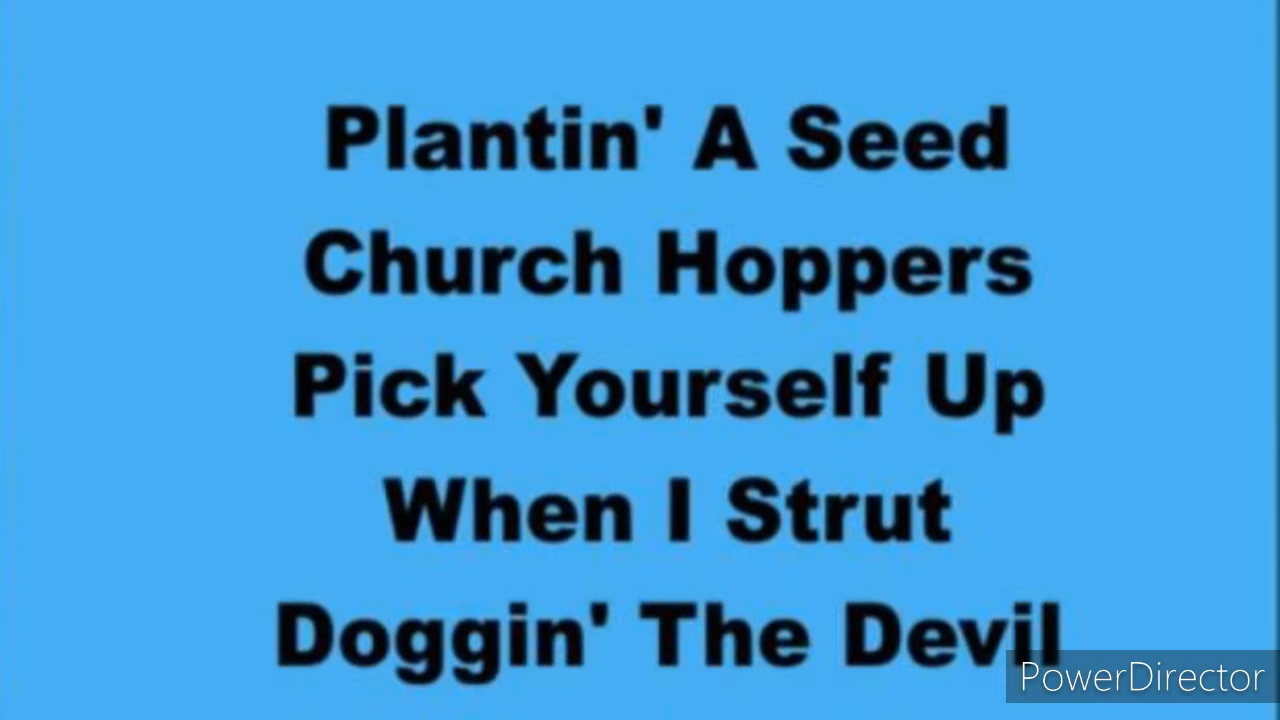 Plantin' A Seed
Church Hoppers
Pick Yourself Up
When I Strut
Doggin' The Devil
PowerDirector